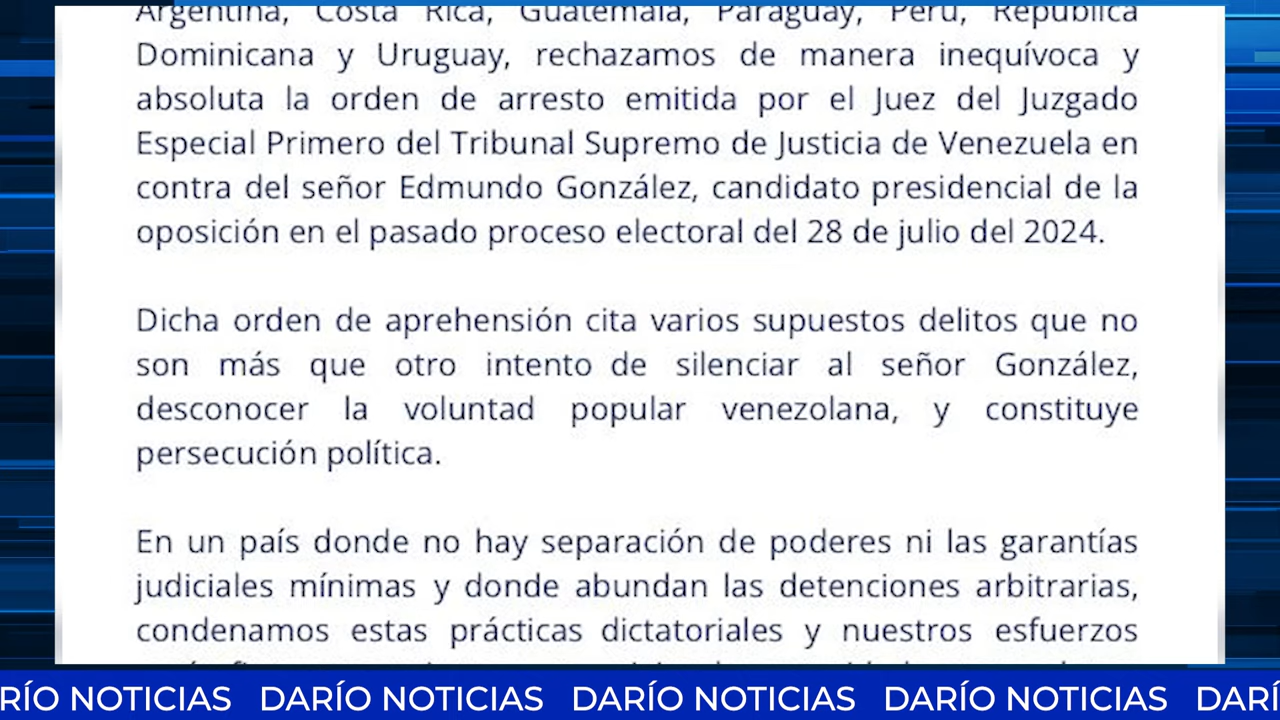 Argentina, Costa Rica, Guatemala, Paraguay, Perú, República
Dominicana y Uruguay, rechazamos de manera inequívoca y
absoluta la orden de arresto emitida por el Juez del Juzgado
Especial Primero del Tribunal Supremo de Justicia de Venezuela en
contra del señor Edmundo González, candidato presidencial de la
oposición en el pasado proceso electoral del 28 de julio del 2024.
Dicha orden de aprehensión cita varios supuestos delitos que no
son más que otro intento de silenciar al señor González,
desconocer la voluntad popular venezolana, y constituye
persecución política.
En un país donde no hay separación de poderes ni las garantías
judiciales mínimas y donde abundan las detenciones arbitrarias,
condenamos estas prácticas dictatoriales y nuestros esfuerzos
RÍO NOTICIAS DARÍO NOTICIAS DARÍO NOTICIAS DARÍO NOTICIAS DARÍ